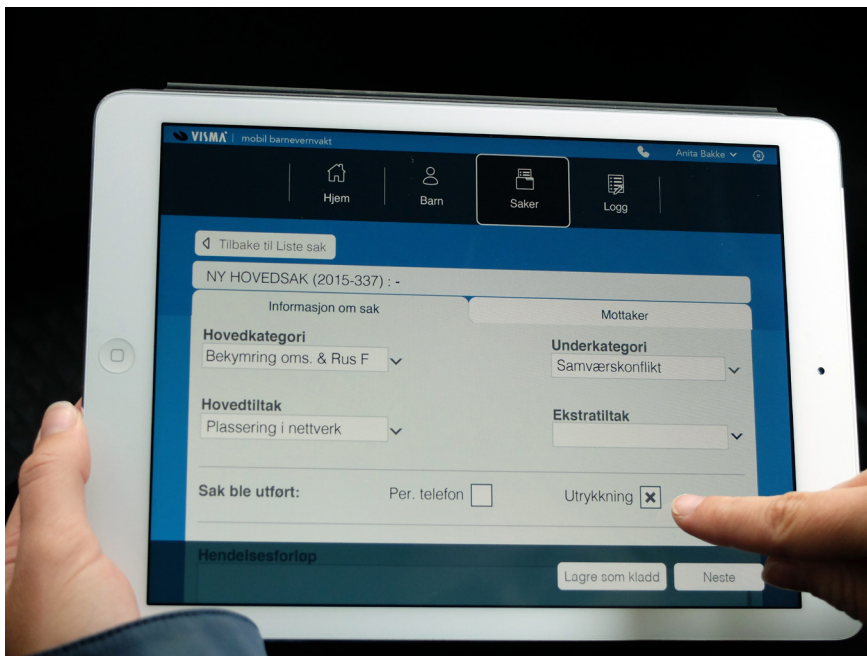 VISMA | mobil barnevernvakt
Anita Bakke
Hjem
Barn
Saker
Logg
Tilbake til Liste sak
NY HOVEDSAK (2015-337) : -
Informasjon om sak
Mottaker
Hovedkategori
Underkategori
Bekymring oms. & Rus F
Samværskonflikt
Hovedtiltak
Ekstratiltak
Plassering i nettverk
Sak ble utført: Per. telefon Utrykkning
Hendelsesforløp
Lagre som kladd
Neste